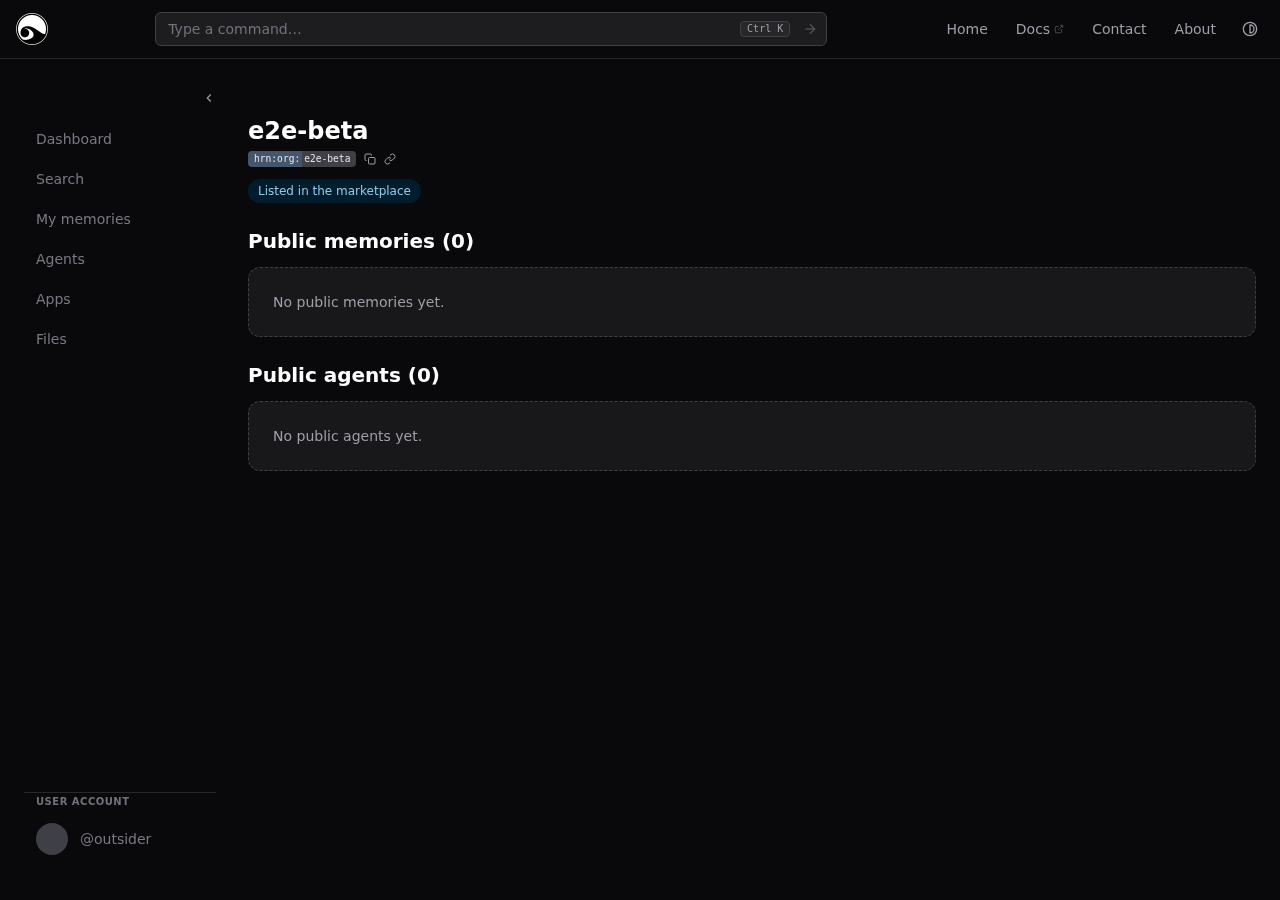 Type a command...
Ctrl K
Home
Docs
Contact
About
Dashboard
Search
My memories
Agents
Apps
Files
e2e-beta
hrn:org: e2e-beta
Listed in the marketplace
Public memories (0)
No public memories yet.
Public agents (0)
No public agents yet.
USER ACCOUNT
@outsider